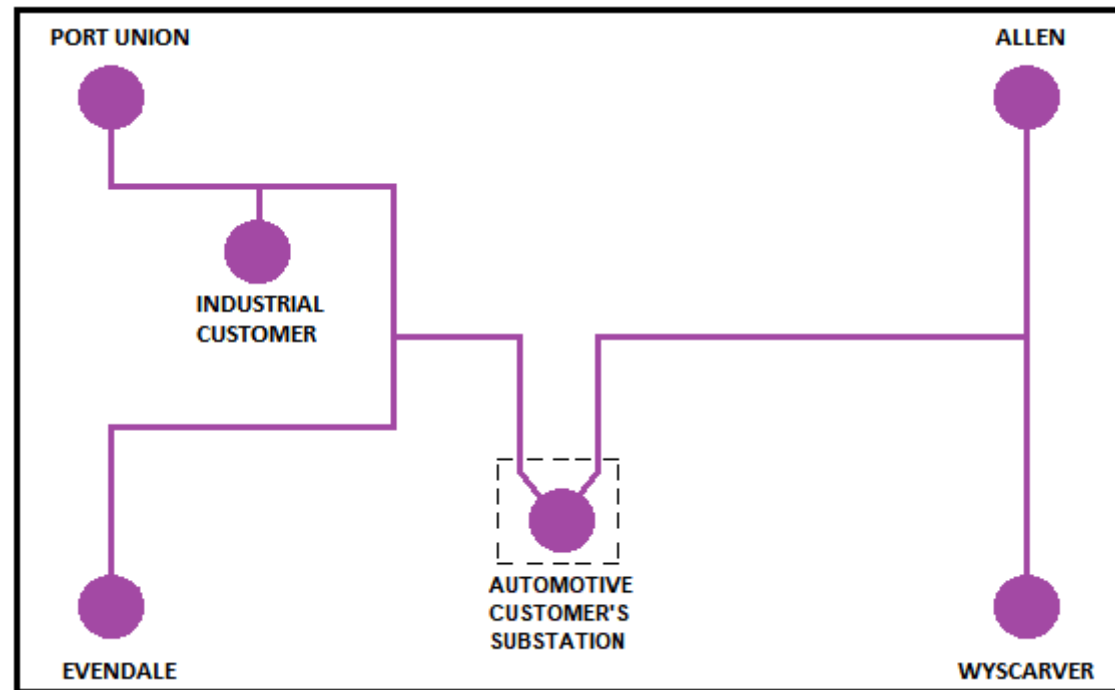 PORT UNION
ALLEN
INDUSTRIAL
CUSTOMER
AUTOMOTIVE
CUSTOMER'S
SUBSTATION
EVENDALE
WYSCARVER